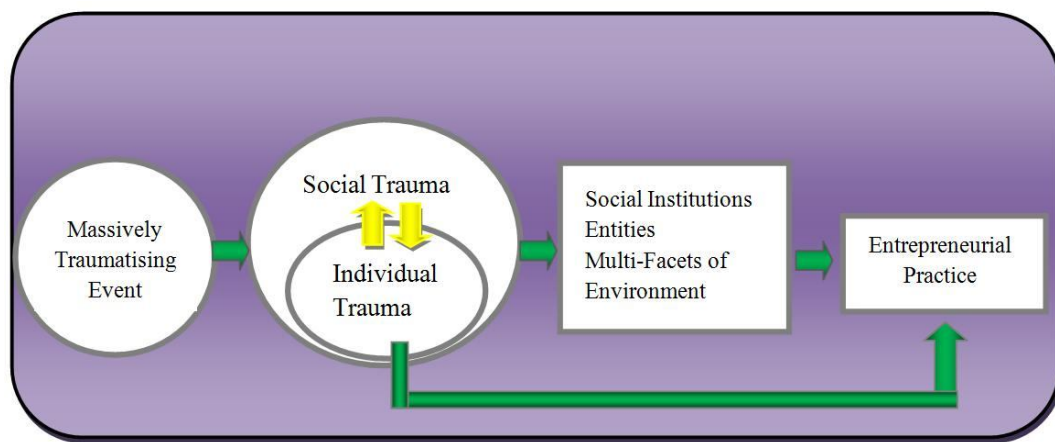 Massively
Traumatising
Event
Social Trauma
Individual
Trauma
Social Institutions
Entities
Multi-Facets of
Environment
Entrepreneurial
Practice